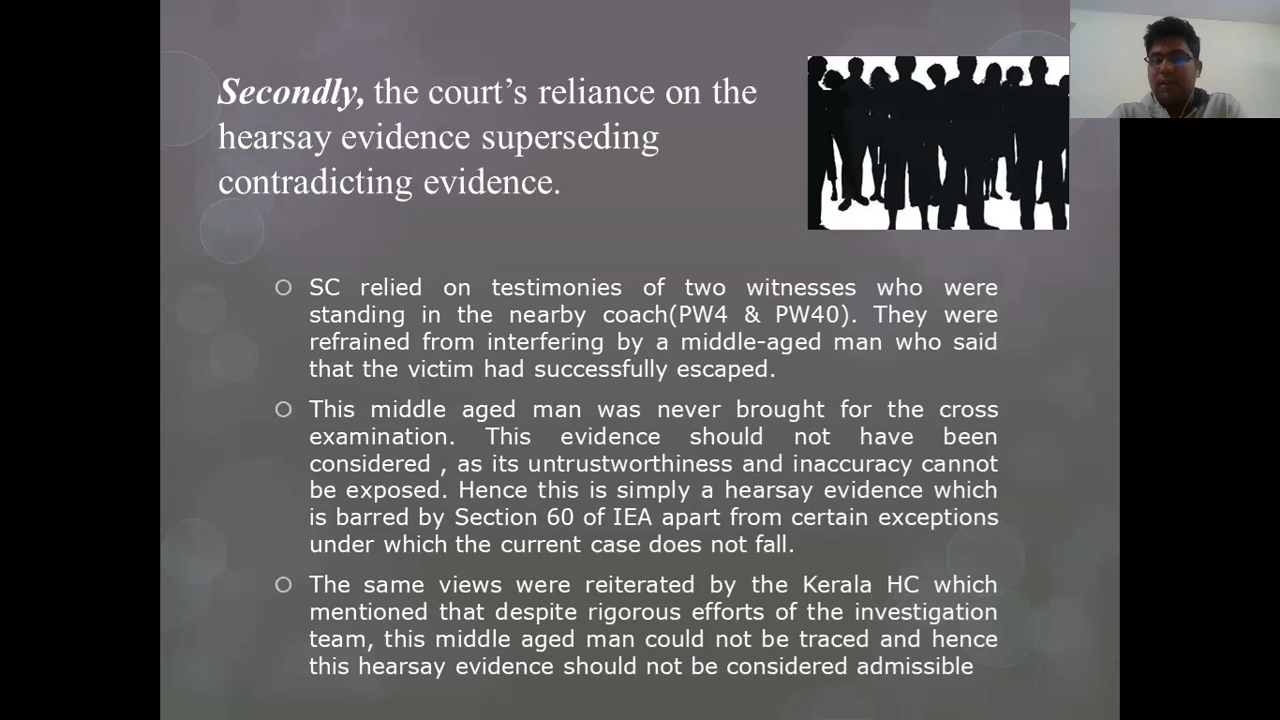 Secondly, the court’s reliance on the
hearsay evidence superseding
contradicting evidence.
SC relied on testimonies of two witnesses who were
standing in the nearby coach(PW4 & PW40). They were
refrained from interfering by a middle-aged man who said
that the victim had successfully escaped.
This middle aged man was never brought for the cross
examination. This evidence should not have been
considered , as its untrustworthiness and inaccuracy cannot
be exposed. Hence this is simply a hearsay evidence which
is barred by Section 60 of IEA apart from certain exceptions
under which the current case does not fall.
The same views were reiterated by the Kerala HC which
mentioned that despite rigorous efforts of the investigation
team, this middle aged man could not be traced and hence
this hearsay evidence should not be considered admissible